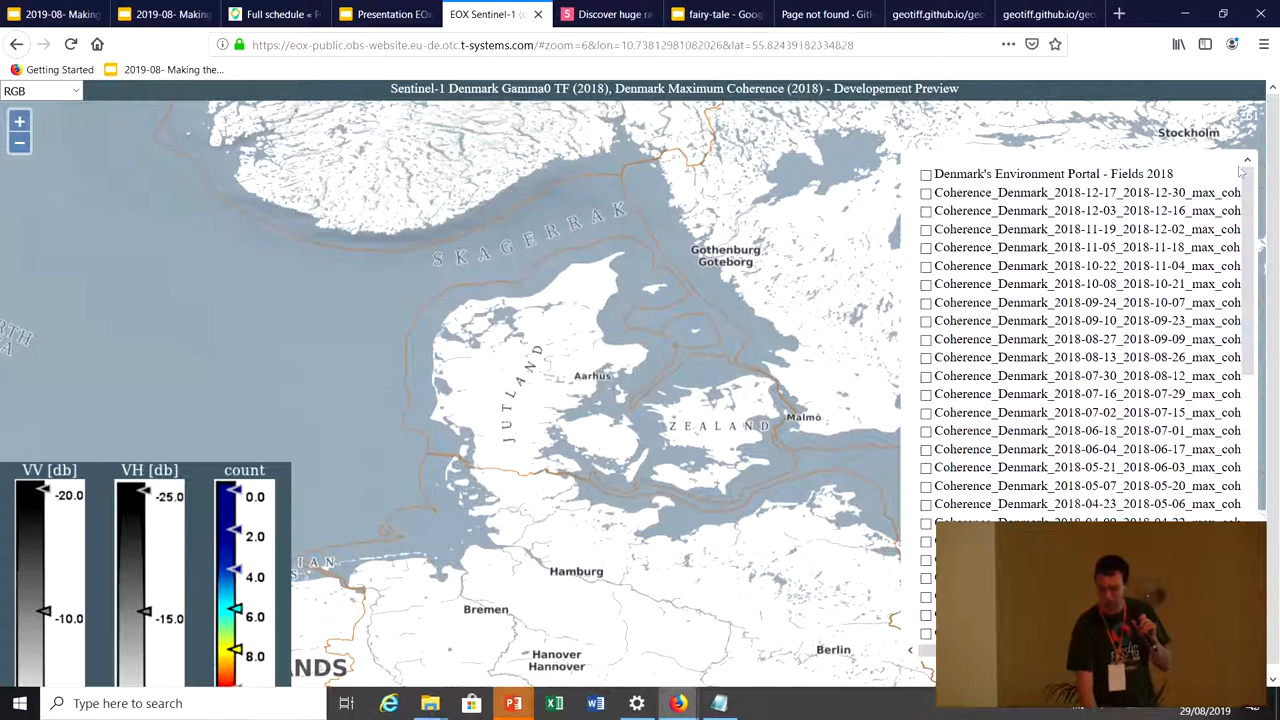 2019-08- Making
2019-08- Making
Full schedule « F
Presentation EOx
EOX Sentinel-1 (
Discover huge ra
fairy-tale - Goog
Page not found · GitH
geotiff.github.io/geo
geotiff.github.io/geo
https://eox-public.obs-website.eu-de.otc.t-systems.com/#zoom=6&lon=10.73812981082026&lat=55.82439182334828
Getting Started
2019-08- Making the...
RGB
Sentinel-1 Denmark Gamma0 TF (2018), Denmark Maximum Coherence (2018) - Developement Preview
+
−
Stockholm
SKAGERRAK
Gothenburg
Göteborg
JUTLAND
Aarhus
ZEALAND
Malmö
Hamburg
Bremen
Hanover
Hannover
Berlin
Denmark's Environment Portal - Fields 2018
Coherence_Denmark_2018-12-17_2018-12-30_max_coh
Coherence_Denmark_2018-12-03_2018-12-16_max_coh
Coherence_Denmark_2018-11-19_2018-12-02_max_coh
Coherence_Denmark_2018-11-05_2018-11-18_max_coh
Coherence_Denmark_2018-10-22_2018-11-04_max_coh
Coherence_Denmark_2018-10-08_2018-10-21_max_coh
Coherence_Denmark_2018-09-24_2018-10-07_max_coh
Coherence_Denmark_2018-09-10_2018-09-23_max_coh
Coherence_Denmark_2018-08-27_2018-09-09_max_coh
Coherence_Denmark_2018-08-13_2018-08-26_max_coh
Coherence_Denmark_2018-07-30_2018-08-12_max_coh
Coherence_Denmark_2018-07-16_2018-07-29_max_coh
Coherence_Denmark_2018-07-02_2018-07-15_max_coh
Coherence_Denmark_2018-06-18_2018-07-01_max_coh
Coherence_Denmark_2018-06-04_2018-06-17_max_coh
Coherence_Denmark_2018-05-21_2018-06-03_max_coh
Coherence_Denmark_2018-05-07_2018-05-20_max_coh
Coherence_Denmark_2018-04-23_2018-05-06_max_coh
VV [db]
VH [db]
count
-20.0
-25.0
0.0
2.0
4.0
-10.0
-15.0
6.0
8.0
Type here to search
29/08/2019